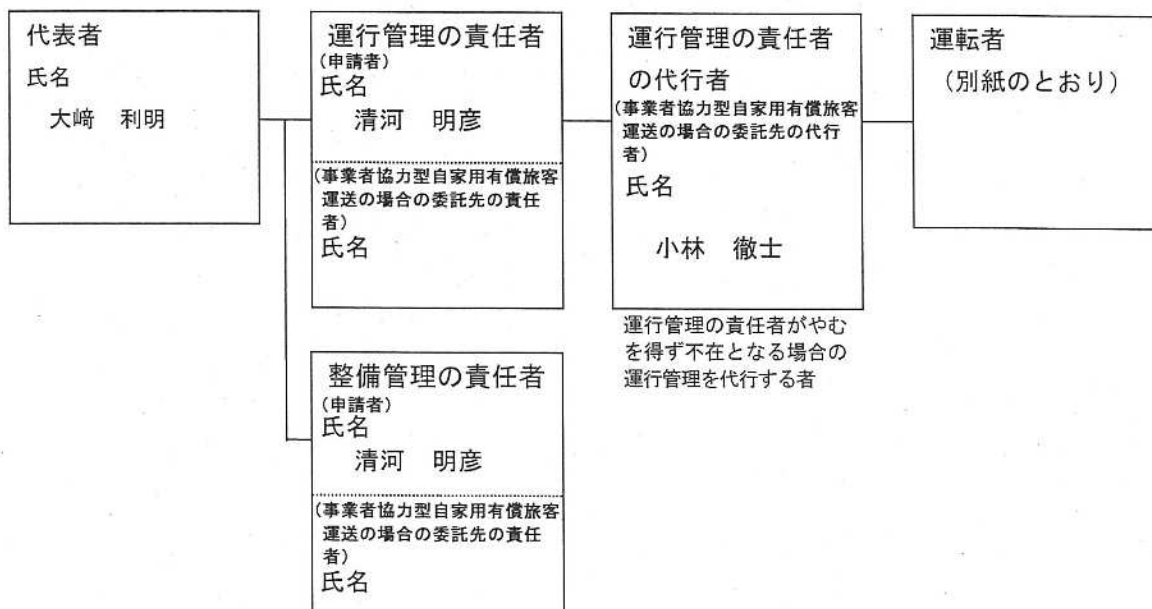 代表者
氏名
大﨑　利明
運行管理の責任者
(申請者)
氏名
清河　明彦
(事業者協力型自家用有償旅客
運送の場合の委託先の責任
者)
氏名
運行管理の責任者
の代行者
(事業者協力型自家用有償旅客
運送の場合の委託先の代行
者)
氏名
小林　徹士
運行管理の責任者がやむ
を得ず不在となる場合の
運行管理を代行する者
運転者
（別紙のとおり）
整備管理の責任者
(申請者)
氏名
清河　明彦
(事業者協力型自家用有償旅客
運送の場合の委託先の責任
者)
氏名